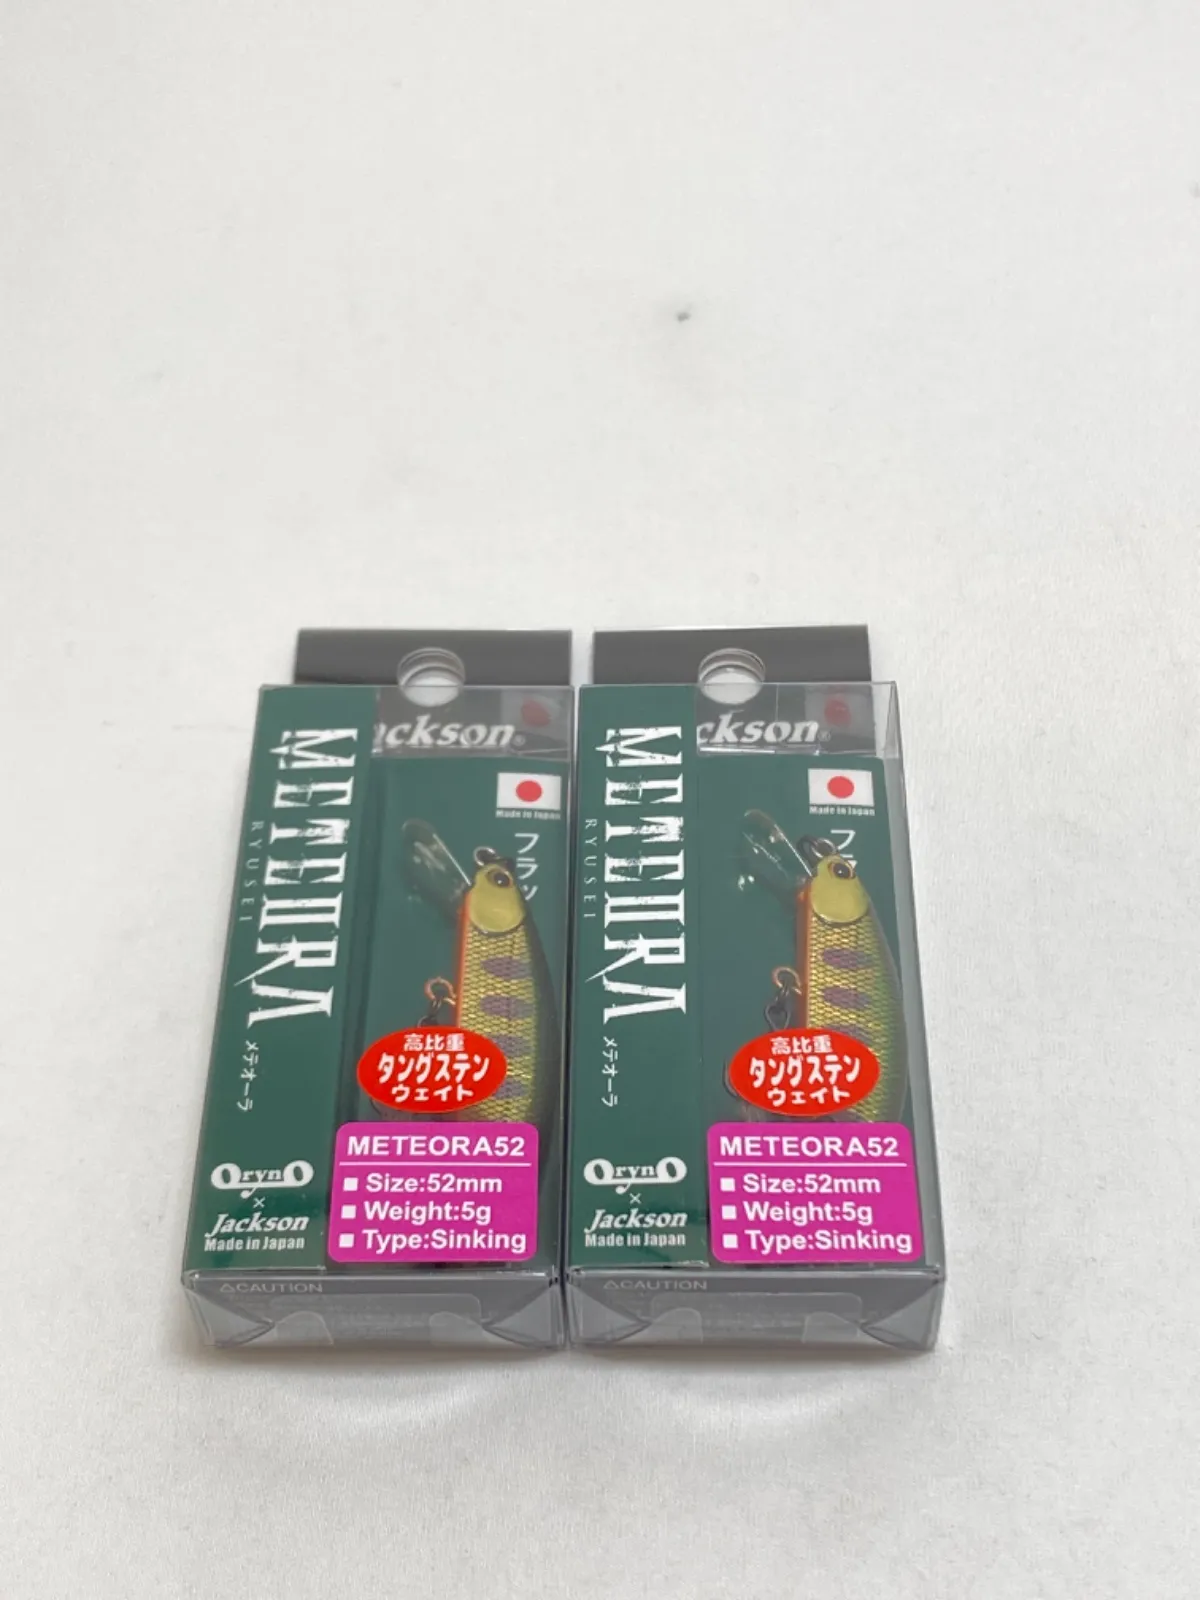 Jackson®
METEORA
RYUSEI
メテオーラ
Made in Japan
フラッ
高比重
タングステン
ウェイト
OrynO
×
Jackson
Made in Japan
METEORA52
■ Size:52mm
■ Weight:5g
■ Type:Sinking
⚠CAUTION
ckson®
METEORA
RYUSEI
メテオーラ
Made in Japan
フラ
高比重
タングステン
ウェイト
OrynO
×
Jackson
Made in Japan
METEORA52
■ Size:52mm
■ Weight:5g
■ Type:Sinking
⚠CAUTION